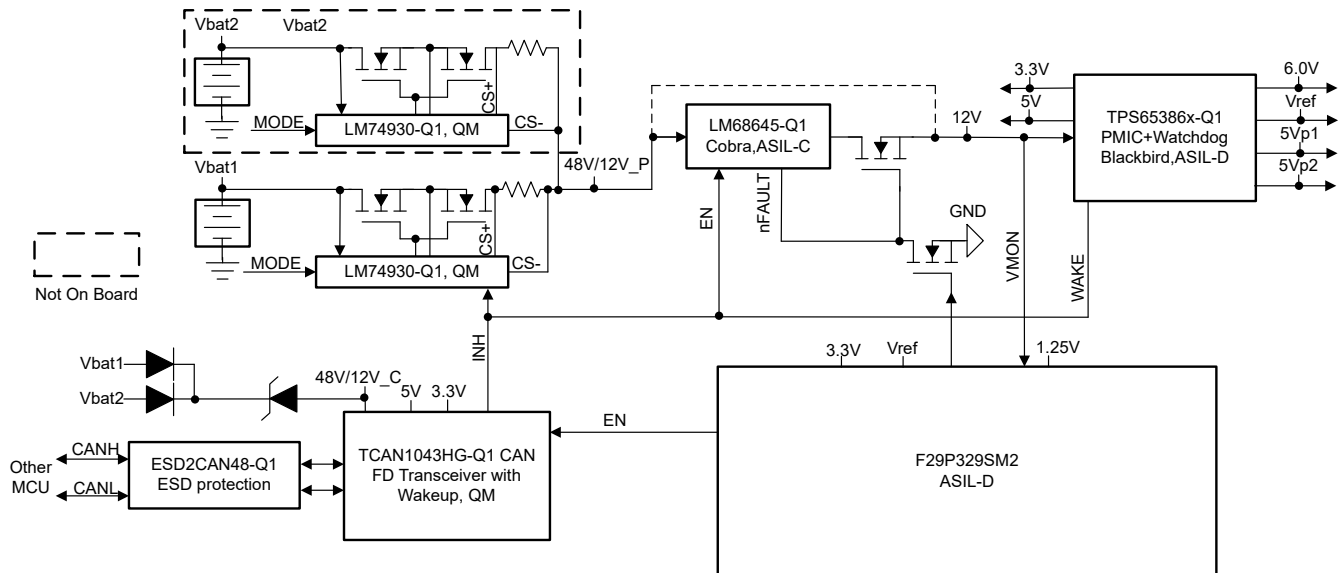 Vbat2
Vbat2
CS+
MODE
LM74930-Q1, QM
CS-
Vbat1
48V/12V_P
CS+
MODE
LM74930-Q1, QM
CS-
Not On Board
LM68645-Q1
Cobra,ASIL-C
EN
nFAULT
12V
GND
VMON
WAKE
3.3V
5V
TPS65386x-Q1
PMIC+Watchdog
Blackbird,ASIL-D
6.0V
Vref
5Vp1
5Vp2
INH
Vbat1
Vbat2
48V/12V_C
5V
3.3V
3.3V
Vref
1.25V
Other
MCU
CANH
CANL
ESD2CAN48-Q1
ESD protection
TCAN1043HG-Q1 CAN
FD Transceiver with
Wakeup, QM
EN
F29P329SM2
ASIL-D